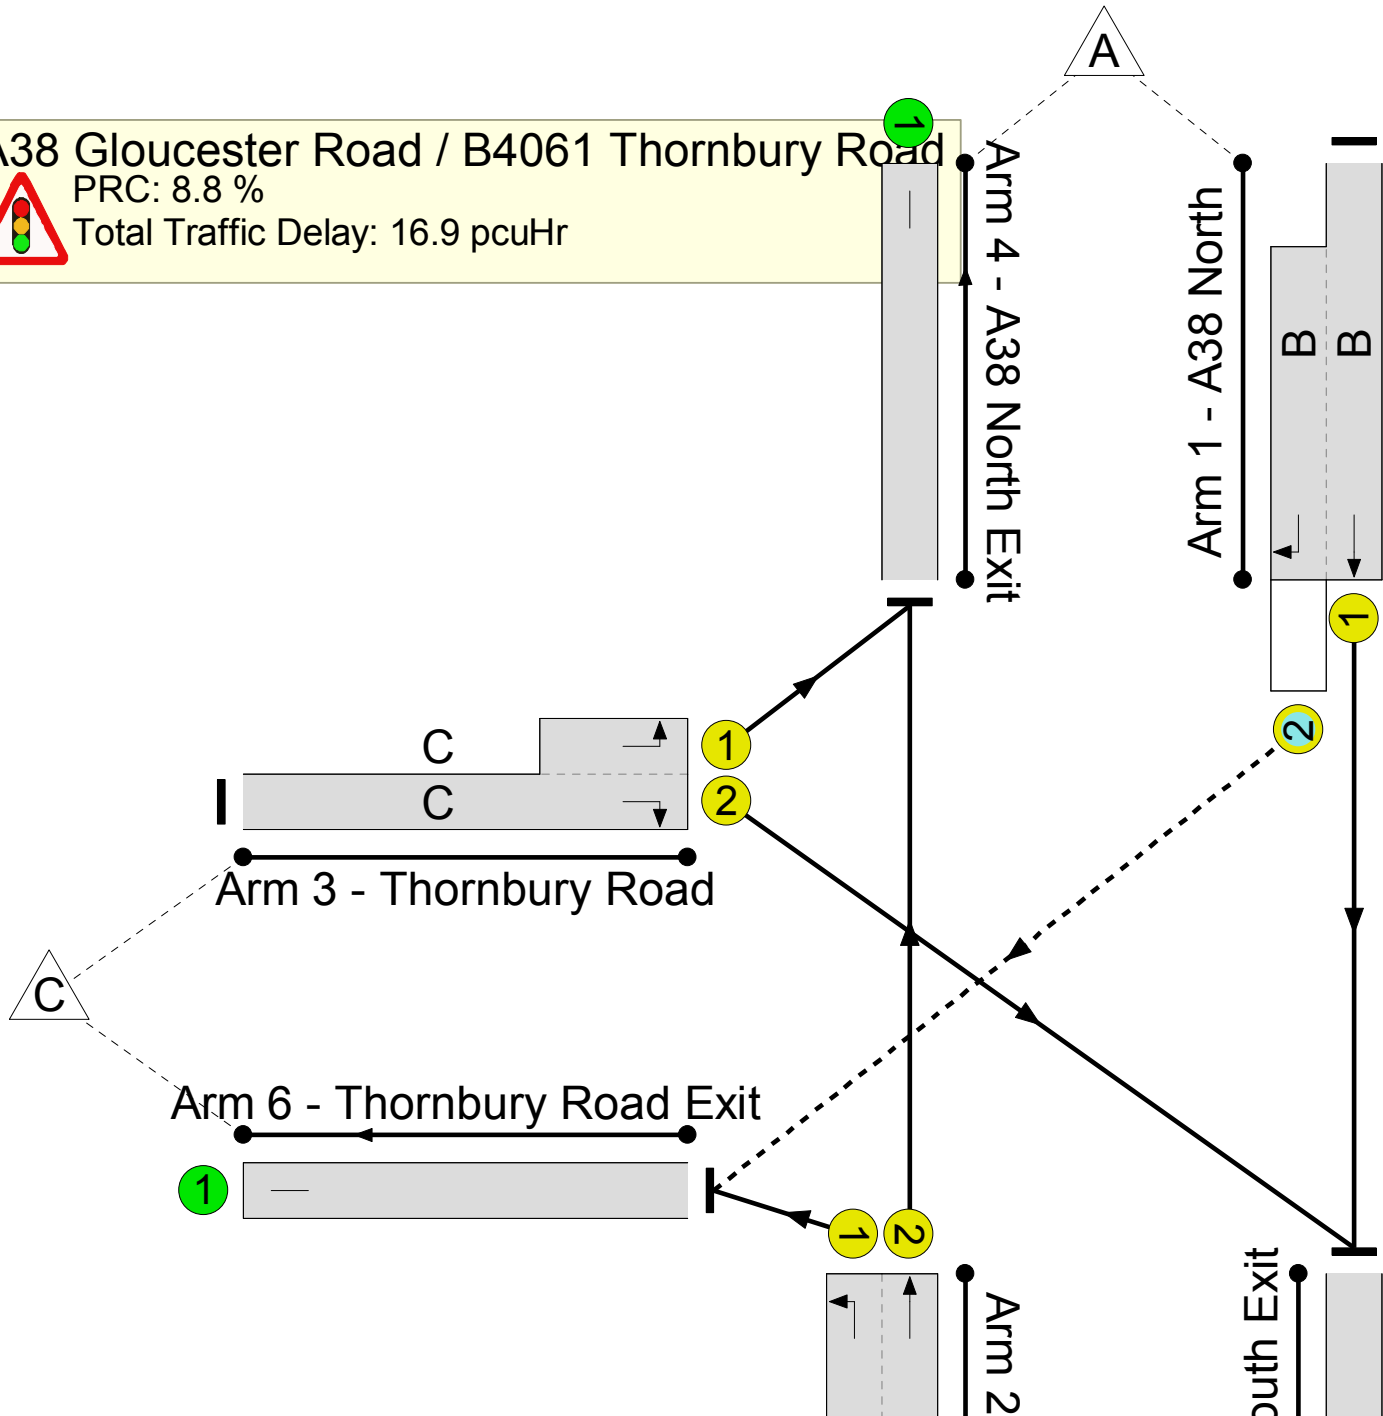 A
A38 Gloucester Road / B4061 Thornbury Road
PRC: 8.8 %
Total Traffic Delay: 16.9 pcuHr
1
Arm 4 - A38 North Exit
Arm 1 - A38 North
B
B
1
2
C
1
C
2
Arm 3 - Thornbury Road
C
Arm 6 - Thornbury Road Exit
1
1
2
Arm 2
outh Exit